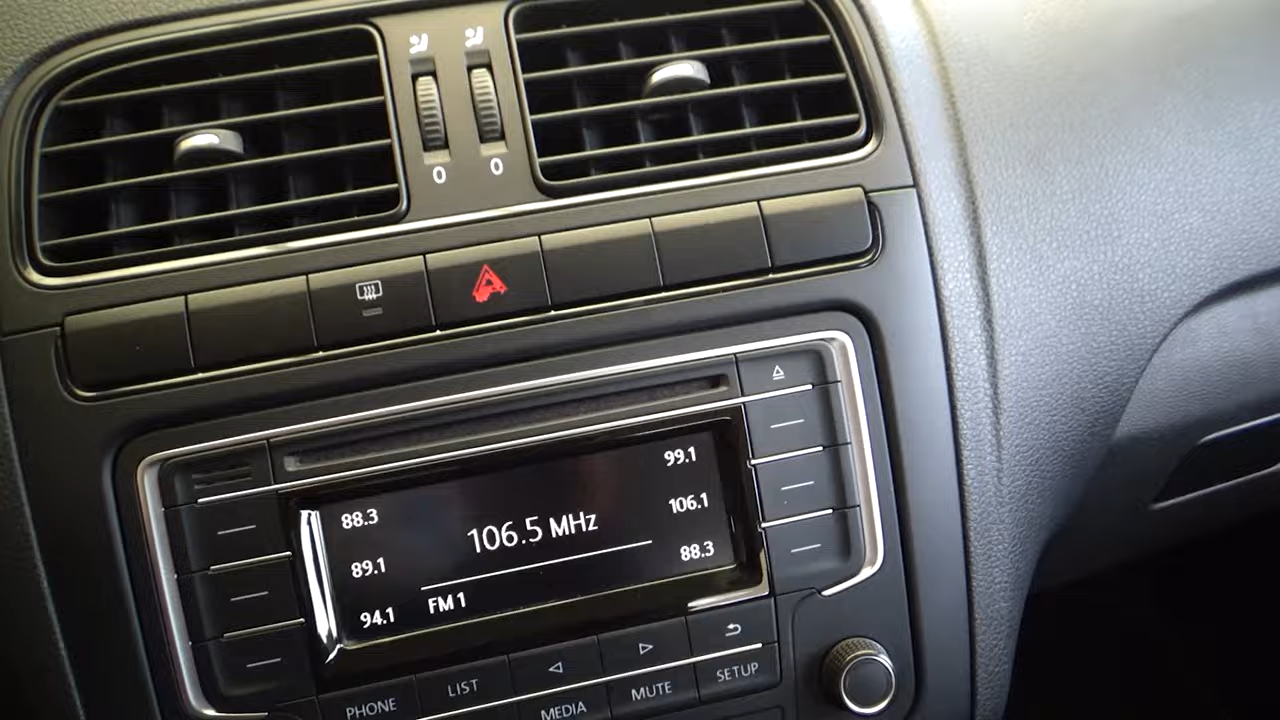 0 0
88.3
89.1
94.1
106.5 MHz
FM 1
99.1
106.1
88.3
PHONE
LIST
MEDIA
MUTE
SETUP